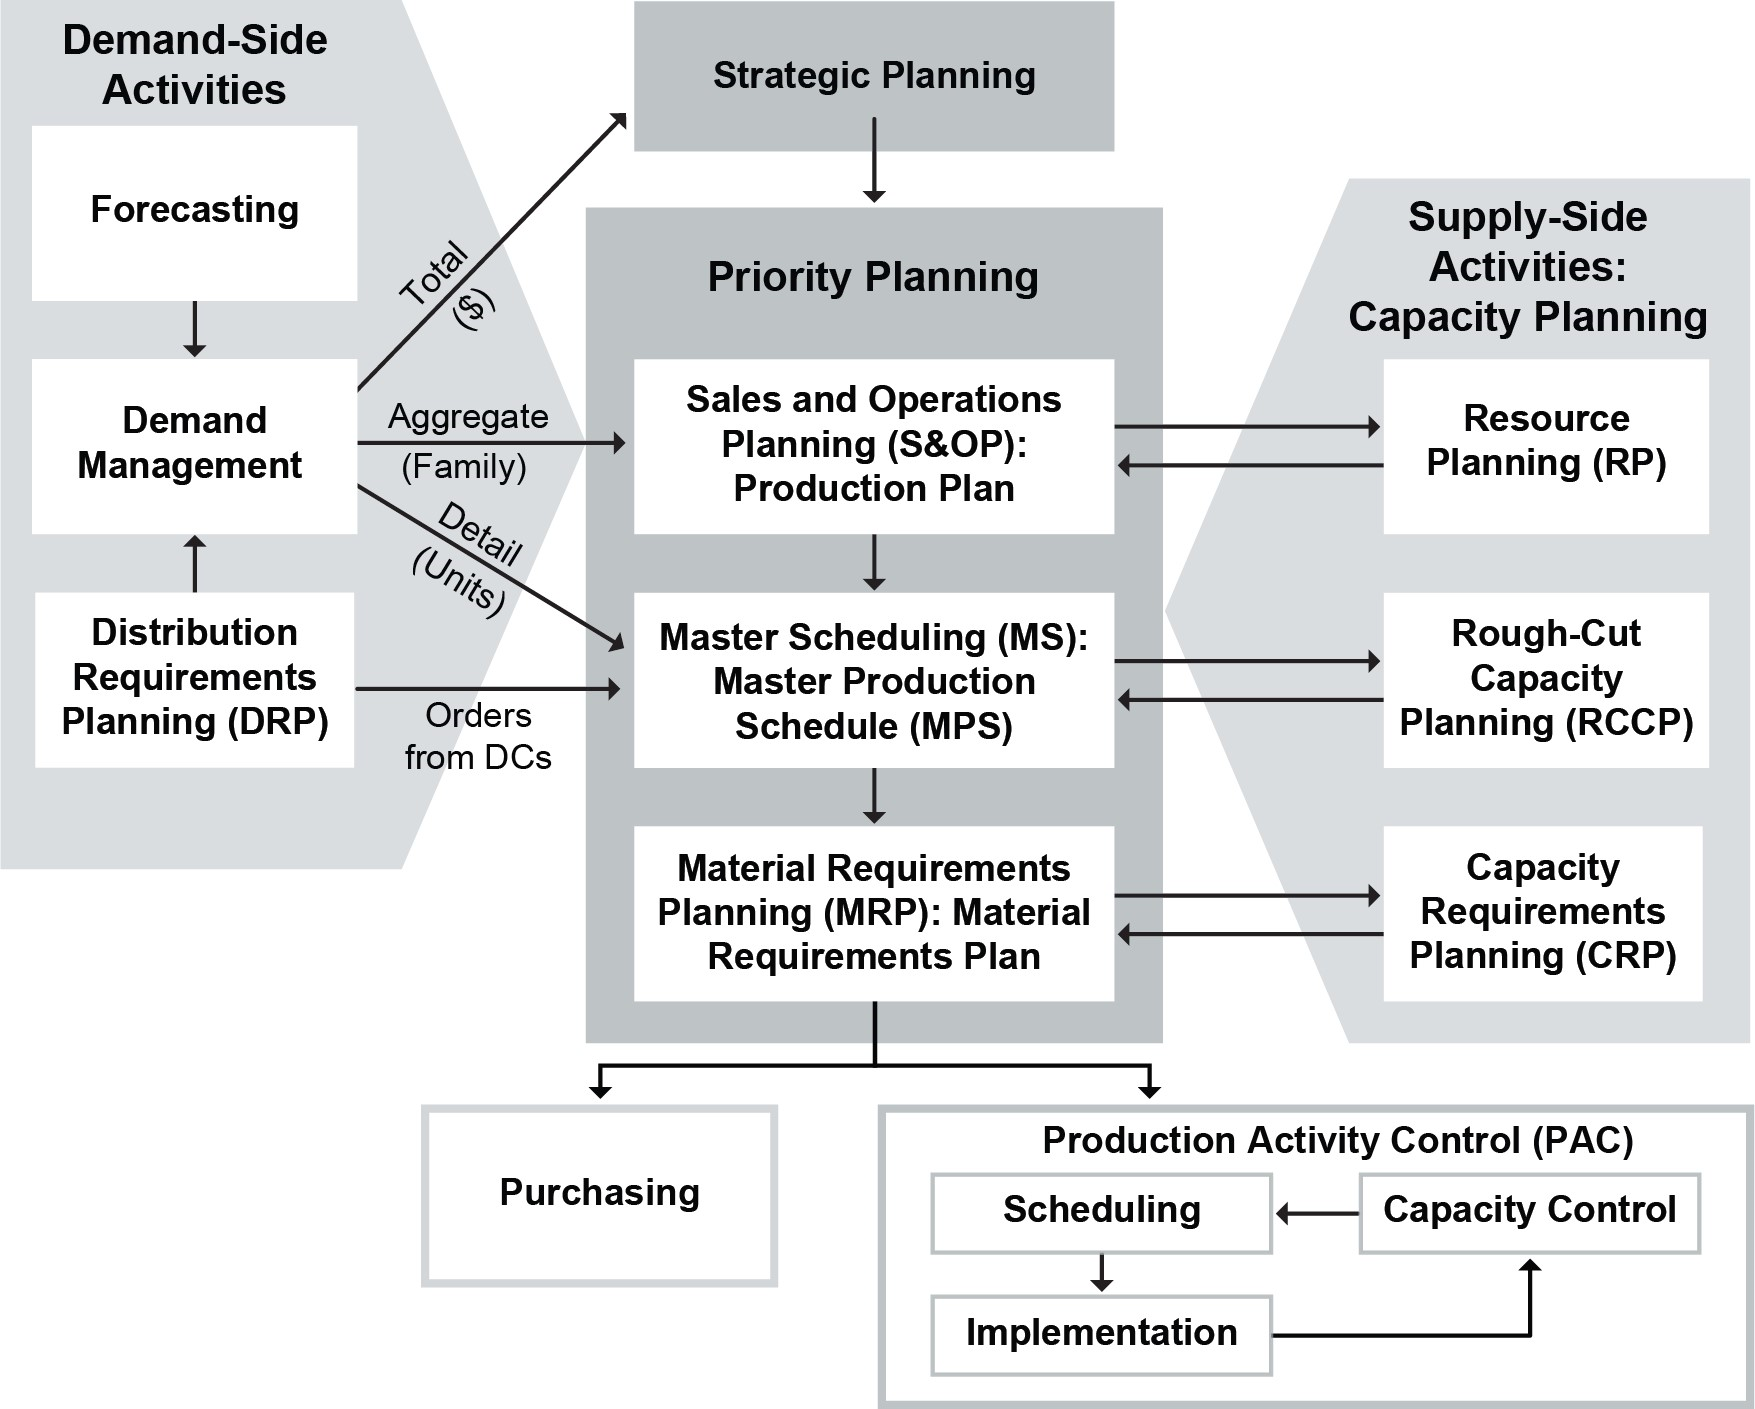 Demand-Side
Activities
Forecasting
Demand
Management
Distribution
Requirements
Planning (DRP)
Total
($)
Aggregate
(Family)
Detail
(Units)
Orders
from DCs
Strategic Planning
Priority Planning
Sales and Operations
Planning (S&OP):
Production Plan
Master Scheduling (MS):
Master Production
Schedule (MPS)
Material Requirements
Planning (MRP): Material
Requirements Plan
Supply-Side
Activities:
Capacity Planning
Resource
Planning (RP)
Rough-Cut
Capacity
Planning (RCCP)
Capacity
Requirements
Planning (CRP)
Purchasing
Production Activity Control (PAC)
Scheduling
Capacity Control
Implementation